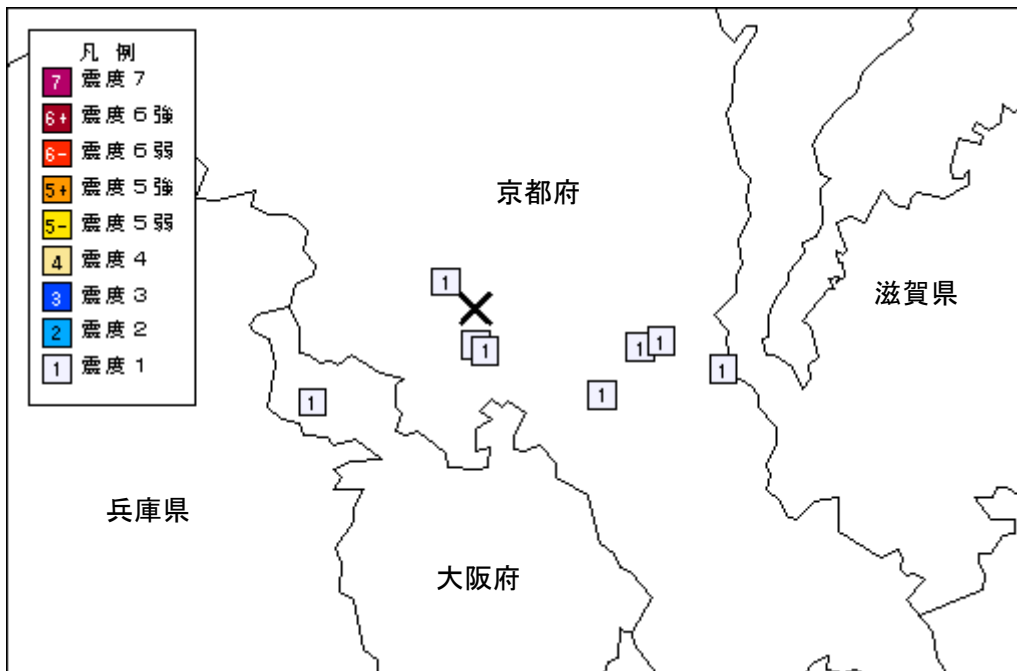 凡例
7 震度７
6+ 震度６強
6- 震度６弱
5+ 震度５強
5- 震度５弱
4 震度４
3 震度３
2 震度２
1 震度１
京都府
滋賀県
兵庫県
大阪府
1
1
1
1
1
1
1